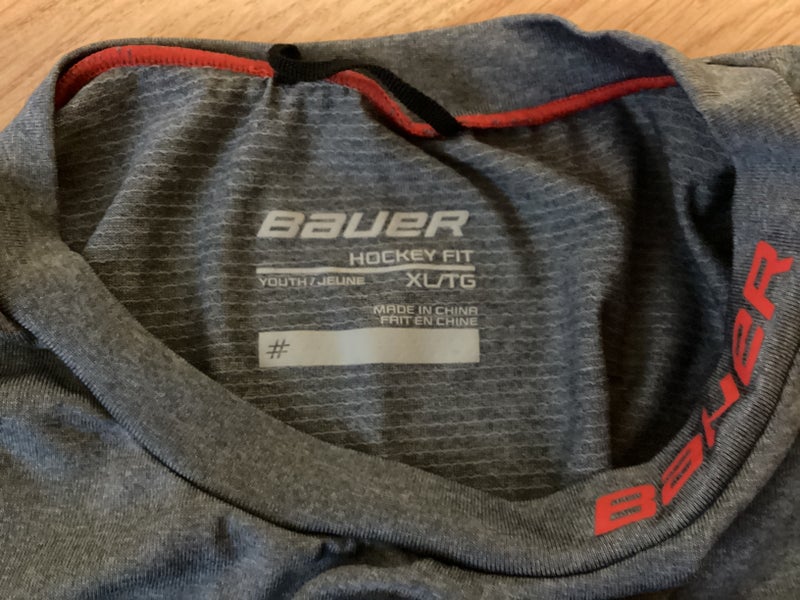 BAUER
HOCKEY FIT
YOUTH / JEUNE XL/TG
MADE IN CHINA
FAIT EN CHINE
#
BAUER